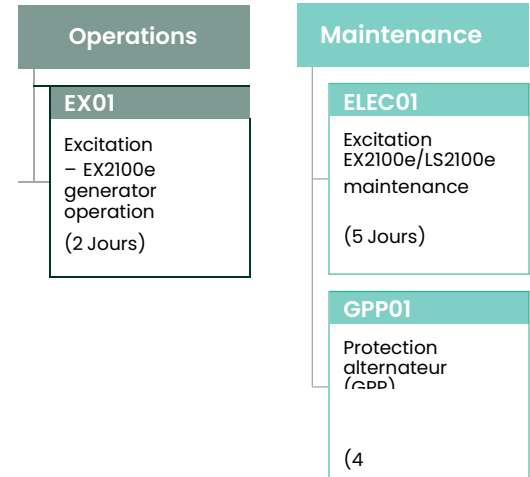 Operations
EX01
Excitation
– EX2100e
generator
operation
(2 Jours)
Maintenance
ELEC01
Excitation
EX2100e/LS2100e
maintenance
(5 Jours)
GPP01
Protection
alternateur
(GPP)
(4